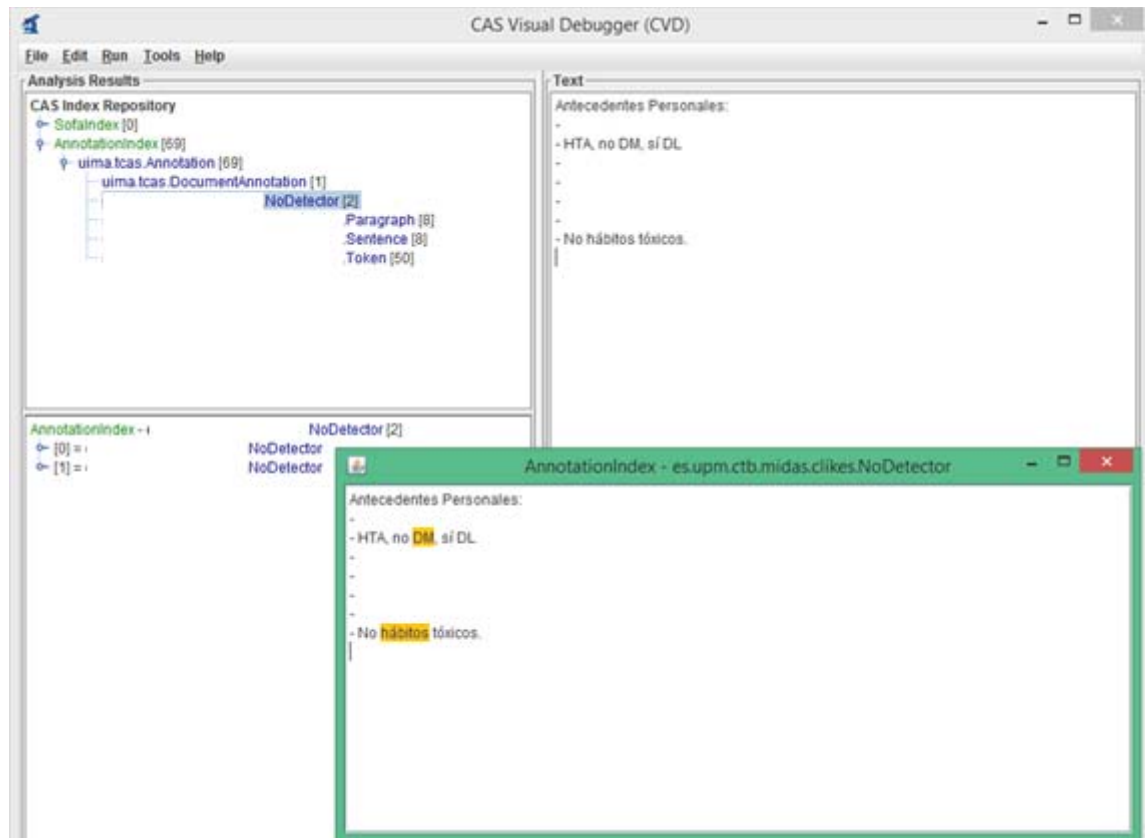 CAS Visual Debugger (CVD)
File Edit Run Tools Help
Analysis Results
CAS Index Repository
SofaIndex [0]
AnnotationIndex [69]
uima.tcas.Annotation [69]
uima.tcas.DocumentAnnotation [1]
NoDetector [2]
.Paragraph [8]
.Sentence [8]
.Token [50]
Text
Antecedentes Personales:
-
- HTA, no DM, sí DL
-
-
-
-
- No hábitos tóxicos.
AnnotationIndex - NoDetector [2]
[0] = NoDetector
[1] = NoDetector
AnnotationIndex - es.upm.ctb.midas.clikes.NoDetector
Antecedentes Personales:
-
- HTA, no DM, sí DL
-
-
-
-
- No hábitos tóxicos.